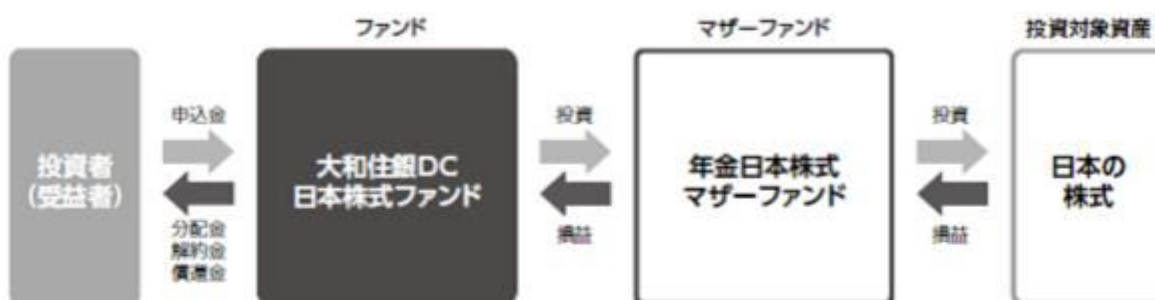 ファンド
マザーファンド
投資対象資産
投資者
(受益者)
申込金
分配金
解約金
償還金
大和住銀DC
日本株式ファンド
投資
損益
年金日本株式
マザーファンド
投資
損益
日本の
株式